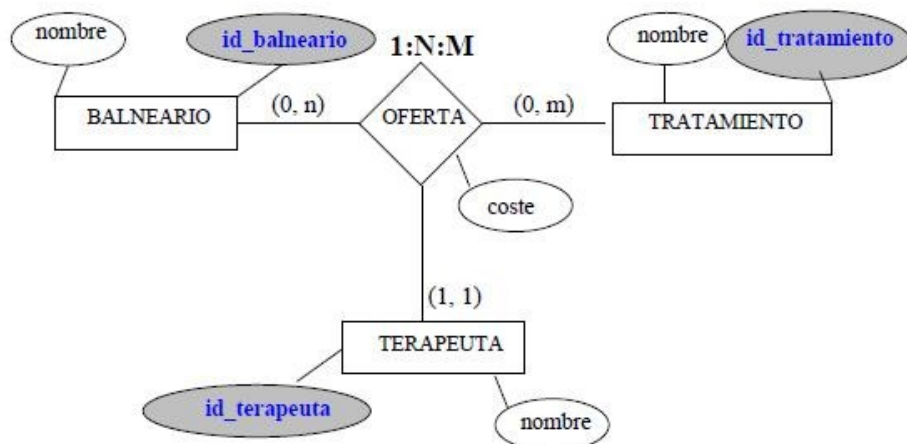 nombre
id_balneario
1:N:M
nombre
id_tratamiento
BALNEARIO
(0, n)
OFERTA
(0, m)
TRATAMIENTO
coste
(1, 1)
TERAPEUTA
id_terapeuta
nombre